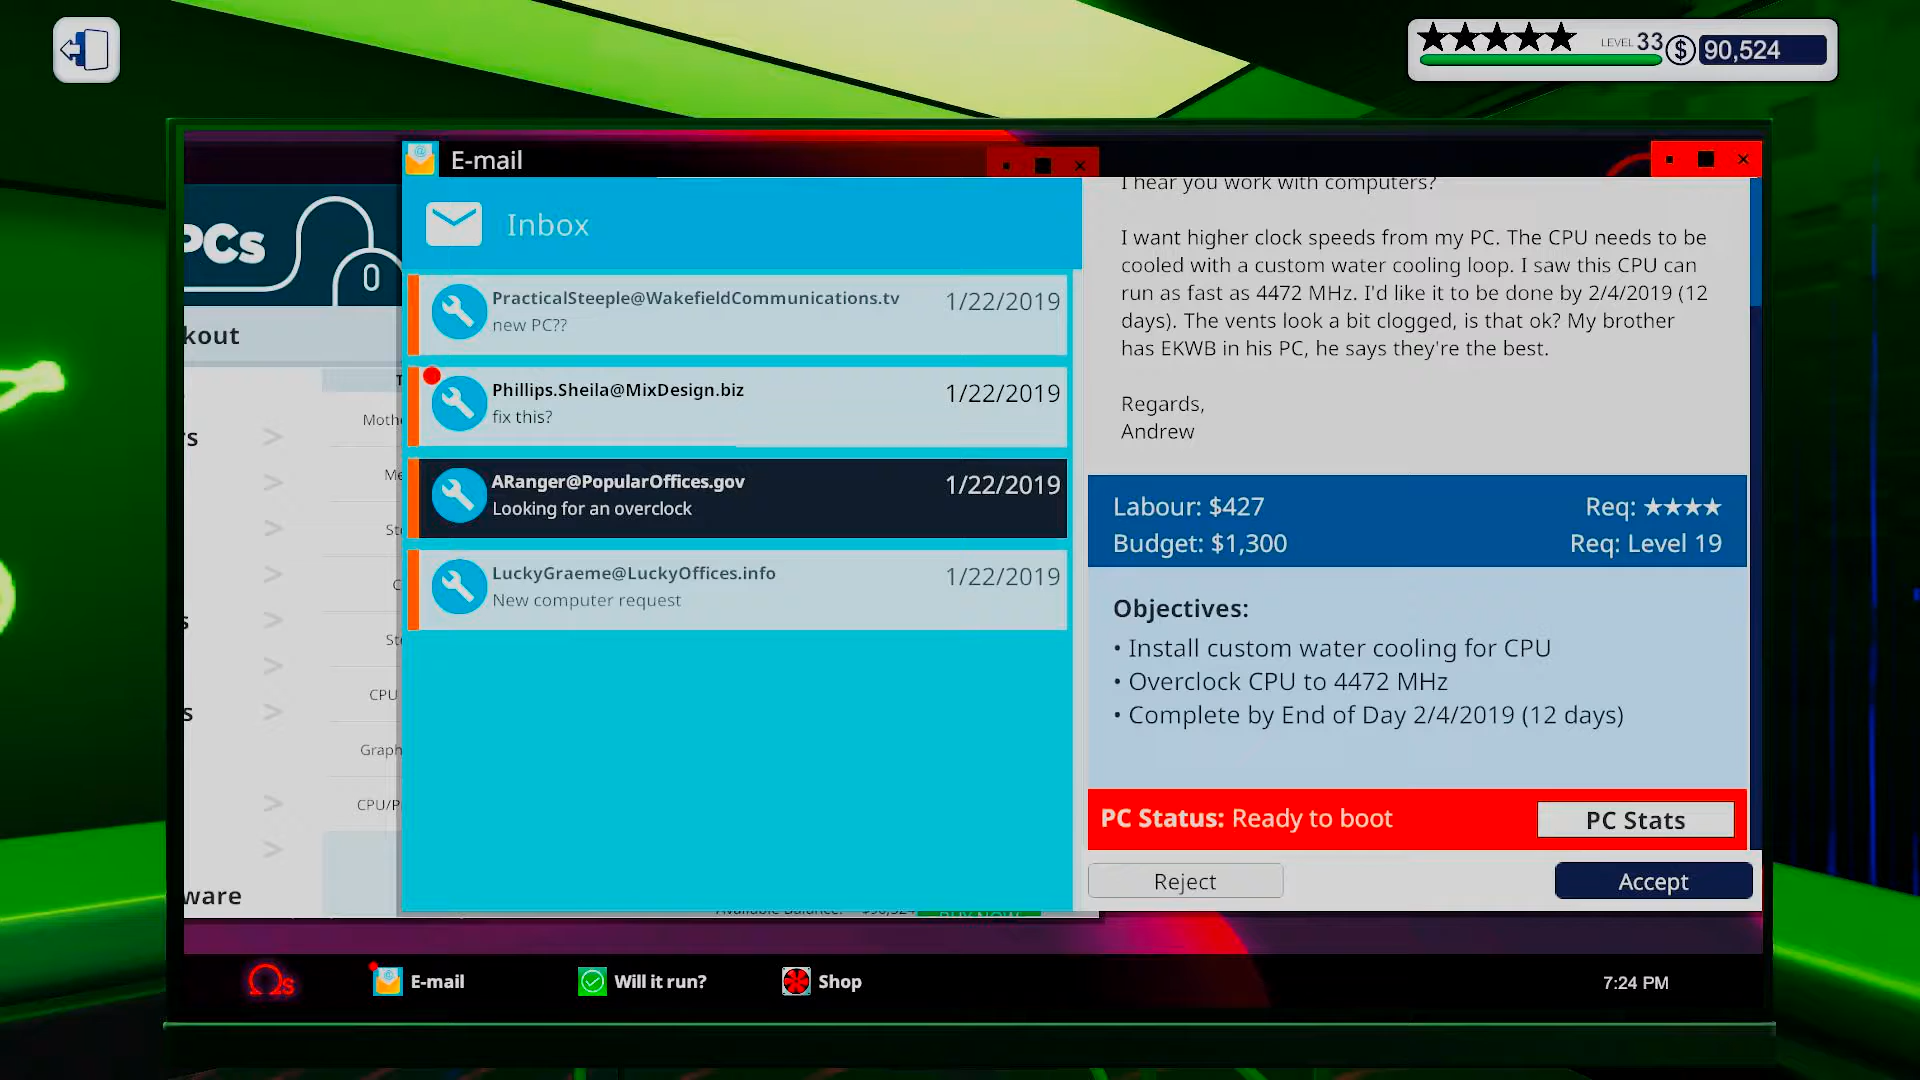 LEVEL 33 $ 90,524
E-mail
PCs
Inbox
PracticalSteeple@WakefieldCommunications.tv 1/22/2019
new PC??
Phillips.Sheila@MixDesign.biz 1/22/2019
fix this?
ARanger@PopularOffices.gov 1/22/2019
Looking for an overclock
LuckyGraeme@LuckyOffices.info 1/22/2019
New computer request
I hear you work with computers?
I want higher clock speeds from my PC. The CPU needs to be
cooled with a custom water cooling loop. I saw this CPU can
run as fast as 4472 MHz. I'd like it to be done by 2/4/2019 (12
days). The vents look a bit clogged, is that ok? My brother
has EKWB in his PC, he says they're the best.
Regards,
Andrew
Labour: $427 Req: ★★★★
Budget: $1,300 Req: Level 19
Objectives:
• Install custom water cooling for CPU
• Overclock CPU to 4472 MHz
• Complete by End of Day 2/4/2019 (12 days)
PC Status: Ready to boot PC Stats
Reject Accept
kout
Moth
Me
Sto
C
Sto
CPU
Graph
CPU/P
ware
Available Balance: $90,524
Ωs E-mail Will it run? Shop 7:24 PM